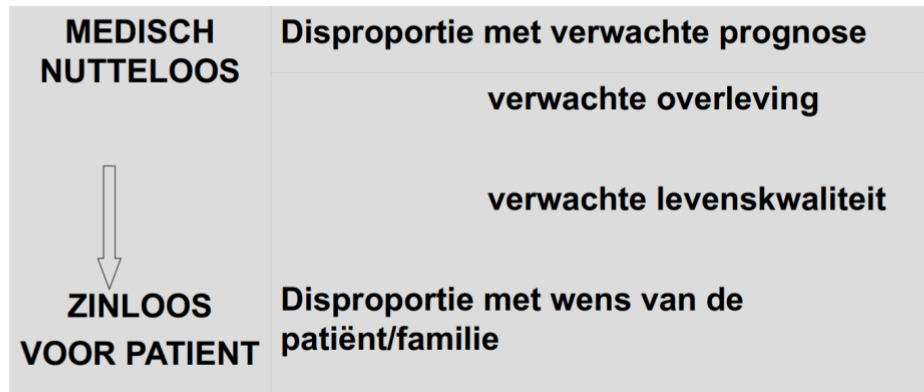 MEDISCH
NUTTELOOS
Disproportie met verwachte prognose
verwachte overleving
verwachte levenskwaliteit
ZINLOOS
VOOR PATIENT
Disproportie met wens van de
patiënt/familie